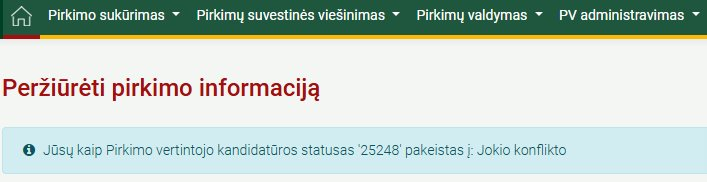 Pirkimo sukūrimas Pirkimų suvestinės viešinimas Pirkimų valdymas PV administravimas
Peržiūrėti pirkimo informaciją
Jūsų kaip Pirkimo vertintojo kandidatūros statusas '25248' pakeistas į: Jokio konflikto